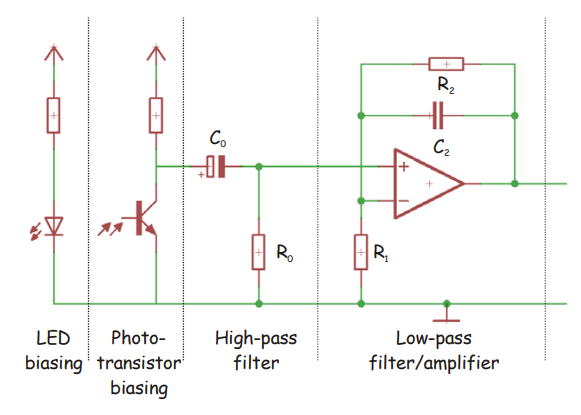 R2
C0
C2
+
+
+
+
+
+
-
+
+
R0
R1
LED
biasing
Photo-
transistor
biasing
High-pass
filter
Low-pass
filter/amplifier